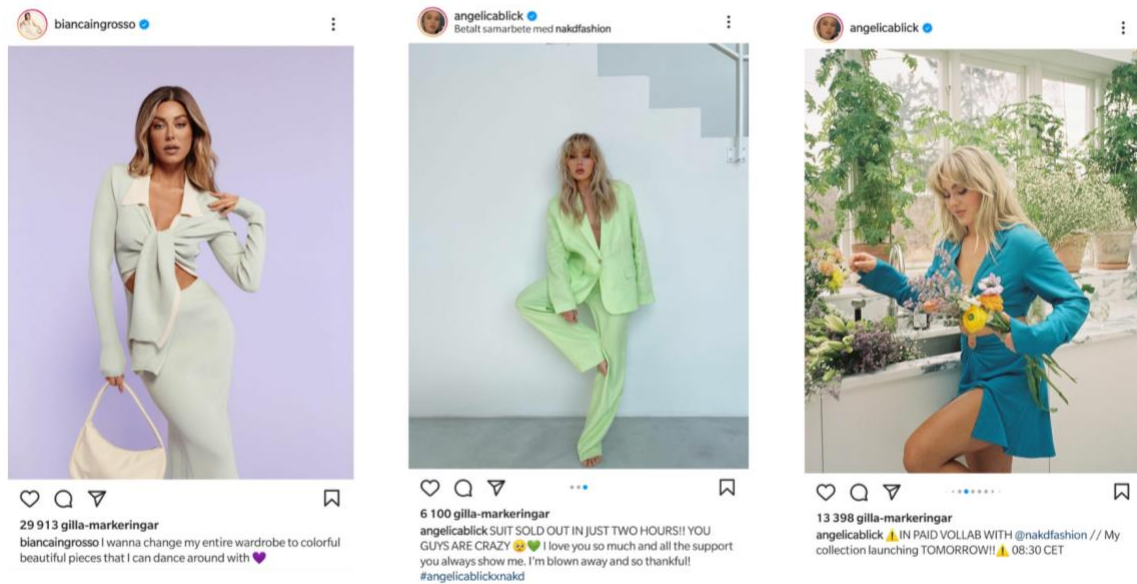 biancaingrosso
29 913 gilla-markeringar
biancaingrosso I wanna change my entire wardrobe to colorful
beautiful pieces that I can dance around with 💜
angelicablick
Betalt samarbete med nakdfashion
6 100 gilla-markeringar
angelicablick SUIT SOLD OUT IN JUST TWO HOURS!! YOU
GUYS ARE CRAZY 🥺💚 I love you so much and all the support
you always show me. I'm blown away and so thankful!
#angelicablickxnakd
angelicablick
13 398 gilla-markeringar
angelicablick ⚠️IN PAID VOLLAB WITH @nakdfashion // My
collection launching TOMORROW!!⚠️ 08:30 CET